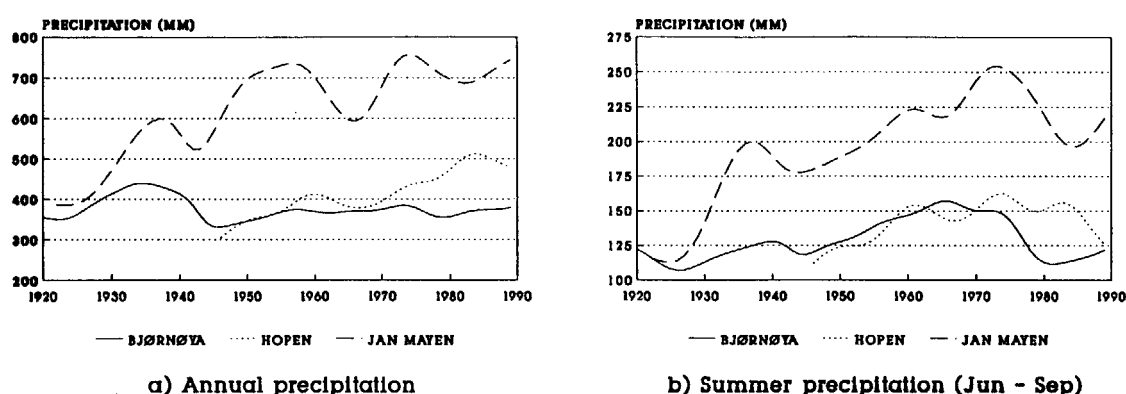 PRECIPITATION (MM)
800
700
600
500
400
300
200
1920 1930 1940 1950 1960 1970 1980 1990
BJØRNØYA HOPEN JAN MAYEN
a) Annual precipitation
PRECIPITATION (MM)
275
250
225
200
175
150
125
100
1920 1930 1940 1950 1960 1970 1980 1990
BJØRNØYA HOPEN JAN MAYEN
b) Summer precipitation (Jun - Sep)